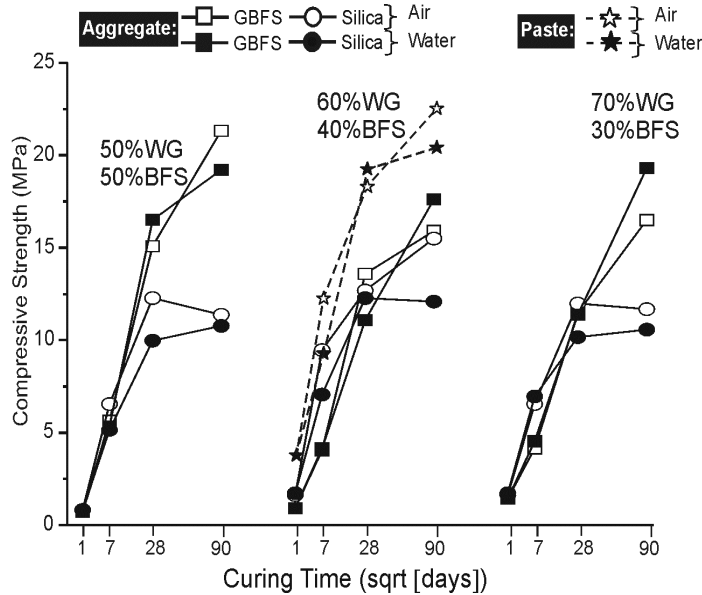 Aggregate: GBFS Silica Air
GBFS Silica Water
Paste: Air
Water
25
20
15
10
5
0
Compressive Strength (MPa)
50%WG
50%BFS
60%WG
40%BFS
70%WG
30%BFS
1 7 28 90 1 7 28 90 1 7 28 90
Curing Time (sqrt [days])